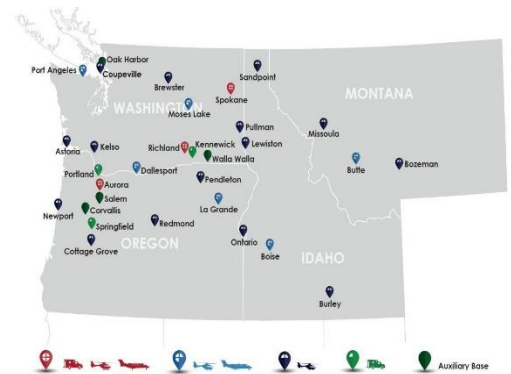 Oak Harbor
Port Angeles
Coupeville
Sandpoint
Brewster
Spokane
MONTANA
WASHINGTON
Moses Lake
Pullman
Missoula
Astoria
Kelso
Richland
Kennewick
Lewiston
Butte
Bozeman
Walla Walla
Portland
Dallesport
Aurora
Pendleton
Salem
Newport
Corvallis
La Grande
Springfield
Redmond
OREGON
Ontario
IDAHO
Cottage Grove
Boise
Burley
Auxiliary Base